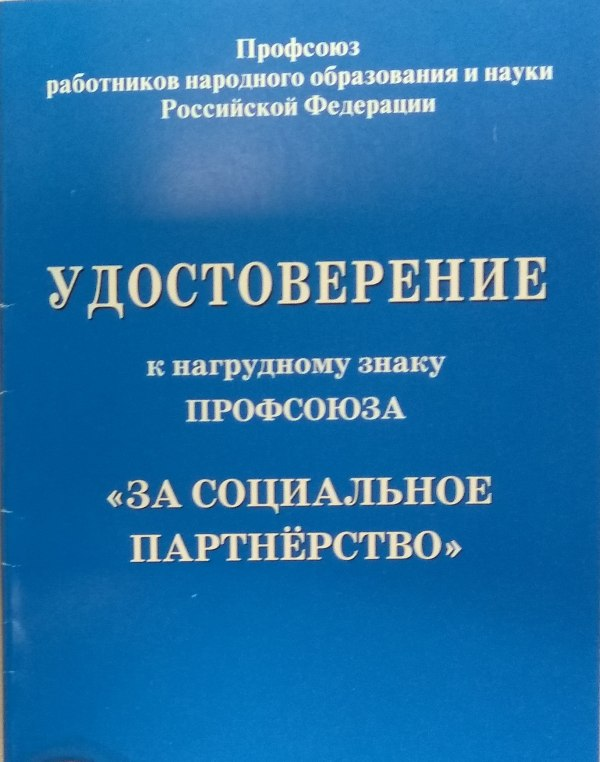 Профсоюз
работников народного образования и науки
Российской Федерации
УДОСТОВЕРЕНИЕ
к нагрудному знаку
ПРОФСОЮЗА
«ЗА СОЦИАЛЬНОЕ
ПАРТНЁРСТВО»